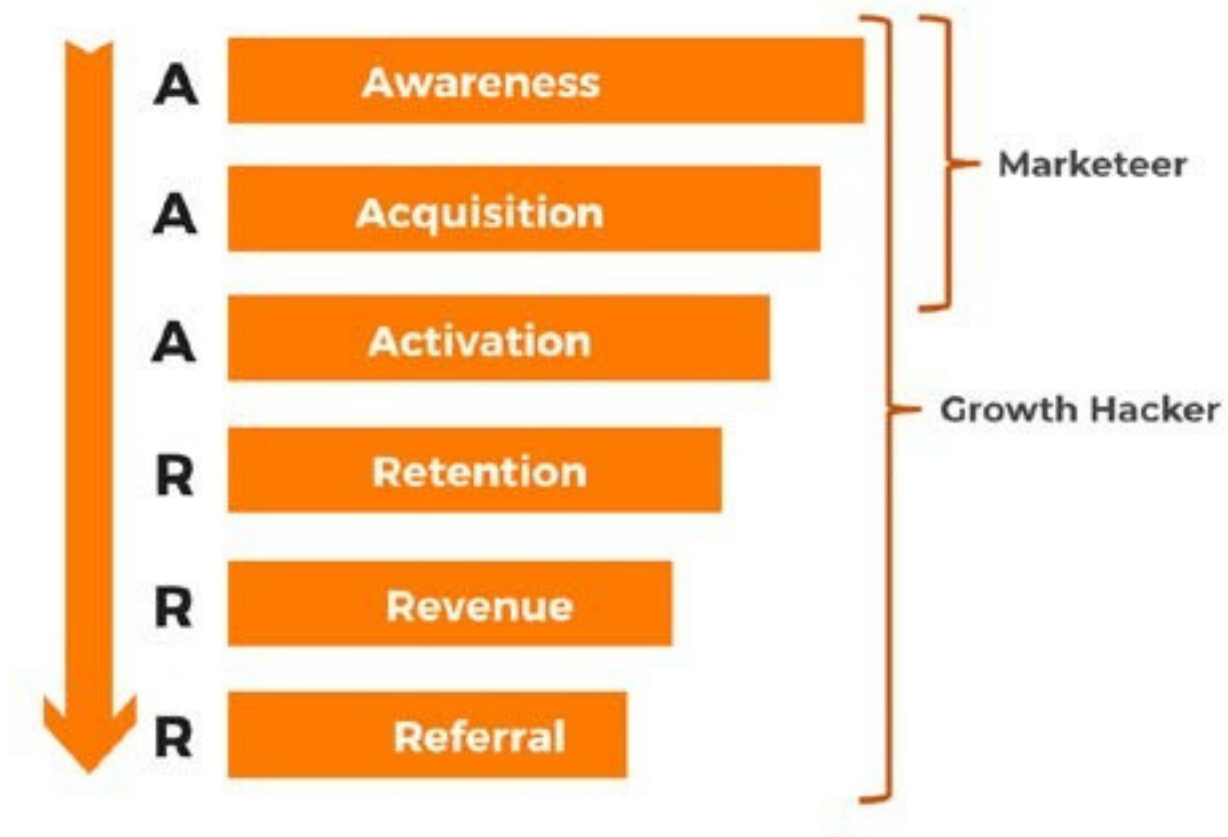 A Awareness
A Acquisition
Marketeer
A Activation
Growth Hacker
R Retention
R Revenue
R Referral